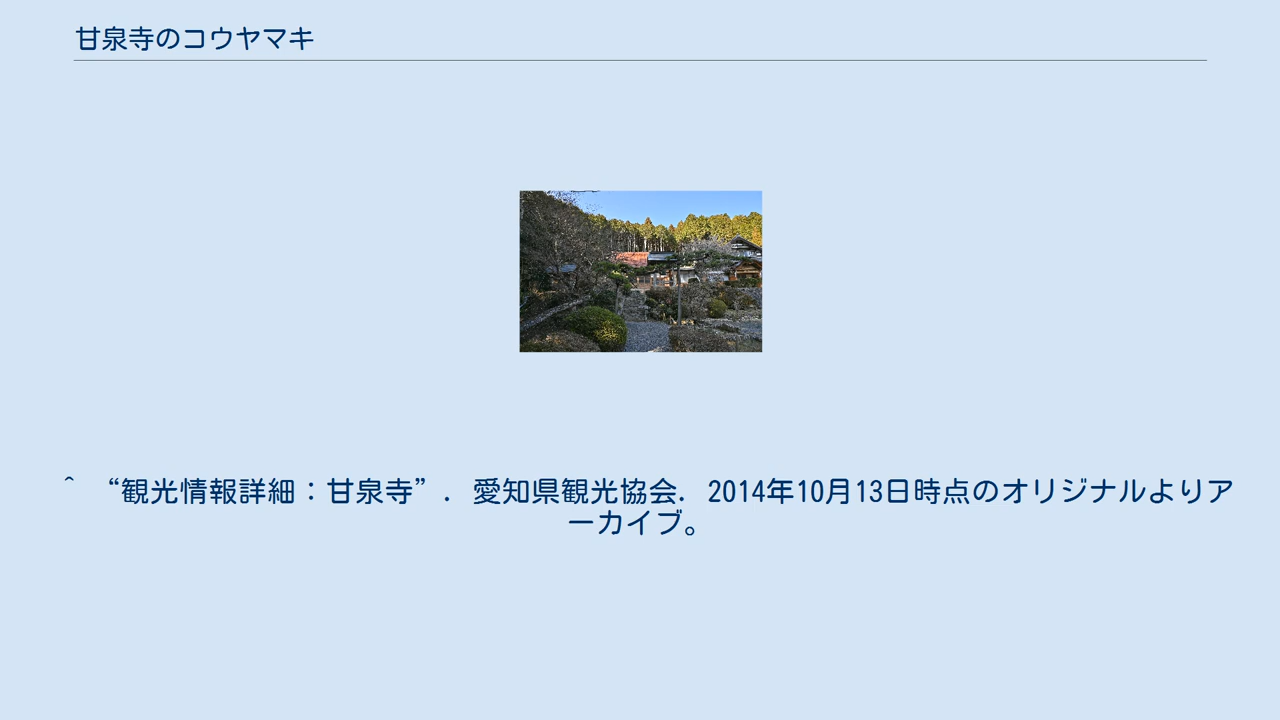 甘泉寺のコウヤマキ
^ “観光情報詳細：甘泉寺”. 愛知県観光協会. 2014年10月13日時点のオリジナルよりア
ーカイブ。